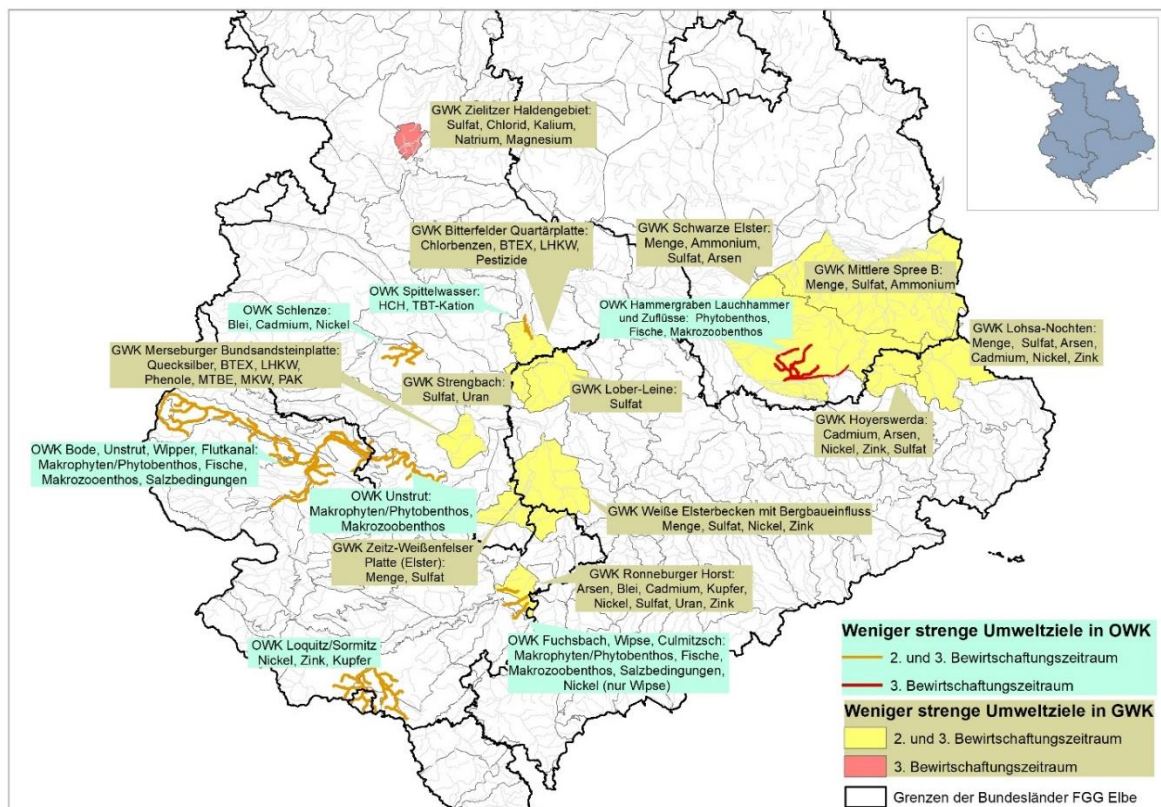 GWK Zielitzer Haldengebiet:
Sulfat, Chlorid, Kalium,
Natrium, Magnesium
GWK Bitterfelder Quartärplatte:
Chlorbenzen, BTEX, LHKW,
Pestizide
GWK Schwarze Elster:
Menge, Ammonium,
Sulfat, Arsen
GWK Mittlere Spree B:
Menge, Sulfat, Ammonium
OWK Spittelwasser:
HCH, TBT-Kation
OWK Schlenze:
Blei, Cadmium, Nickel
OWK Hammergraben Lauchhammer
und Zuflüsse: Phytobenthos,
Fische, Makrozoobenthos
GWK Lohsa-Nochten:
Menge, Sulfat, Arsen,
Cadmium, Nickel, Zink
GWK Merseburger Bundsandsteinplatte:
Quecksilber, BTEX, LHKW,
Phenole, MTBE, MKW, PAK
GWK Strengbach:
Sulfat, Uran
GWK Lober-Leine:
Sulfat
GWK Hoyerswerda:
Cadmium, Arsen,
Nickel, Zink, Sulfat
OWK Bode, Unstrut, Wipper, Flutkanal:
Makrophyten/Phytobenthos, Fische,
Makrozooenthos, Salzbedingungen
OWK Unstrut:
Makrophyten/Phytobenthos,
Makrozoobenthos
GWK Weiße Elsterbecken mit Bergbaueinfluss
Menge, Sulfat, Nickel, Zink
GWK Zeitz-Weißenfelser
Platte (Elster):
Menge, Sulfat
GWK Ronneburger Horst:
Arsen, Blei, Cadmium, Kupfer,
Nickel, Sulfat, Uran, Zink
OWK Loquitz/Sormitz
Nickel, Zink, Kupfer
OWK Fuchsbach, Wipse, Culmitzsch:
Makrophyten/Phytobenthos, Fische,
Makrozoobenthos, Salzbedingungen,
Nickel (nur Wipse)
Weniger strenge Umweltziele in OWK
2. und 3. Bewirtschaftungszeitraum
3. Bewirtschaftungszeitraum
Weniger strenge Umweltziele in GWK
2. und 3. Bewirtschaftungszeitraum
3. Bewirtschaftungszeitraum
Grenzen der Bundesländer FGG Elbe